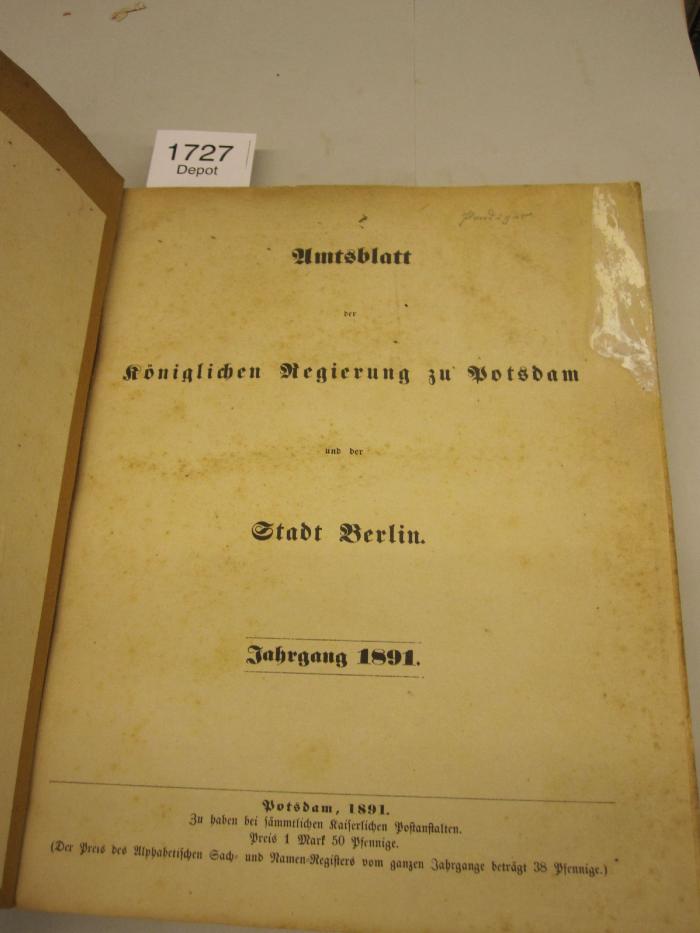 1727
Depot
Amtsblatt
der
Königlichen Regierung zu Potsdam
und der
Stadt Berlin.
Jahrgang 1891.
Potsdam, 1891.
Zu haben bei sämmtlichen Kaiserlichen Postanstalten.
Preis 1 Mark 50 Pfennige.
(Der Preis des Alphabetischen Sach- und Namen-Registers vom ganzen Jahrgange beträgt 38 Pfennige.)